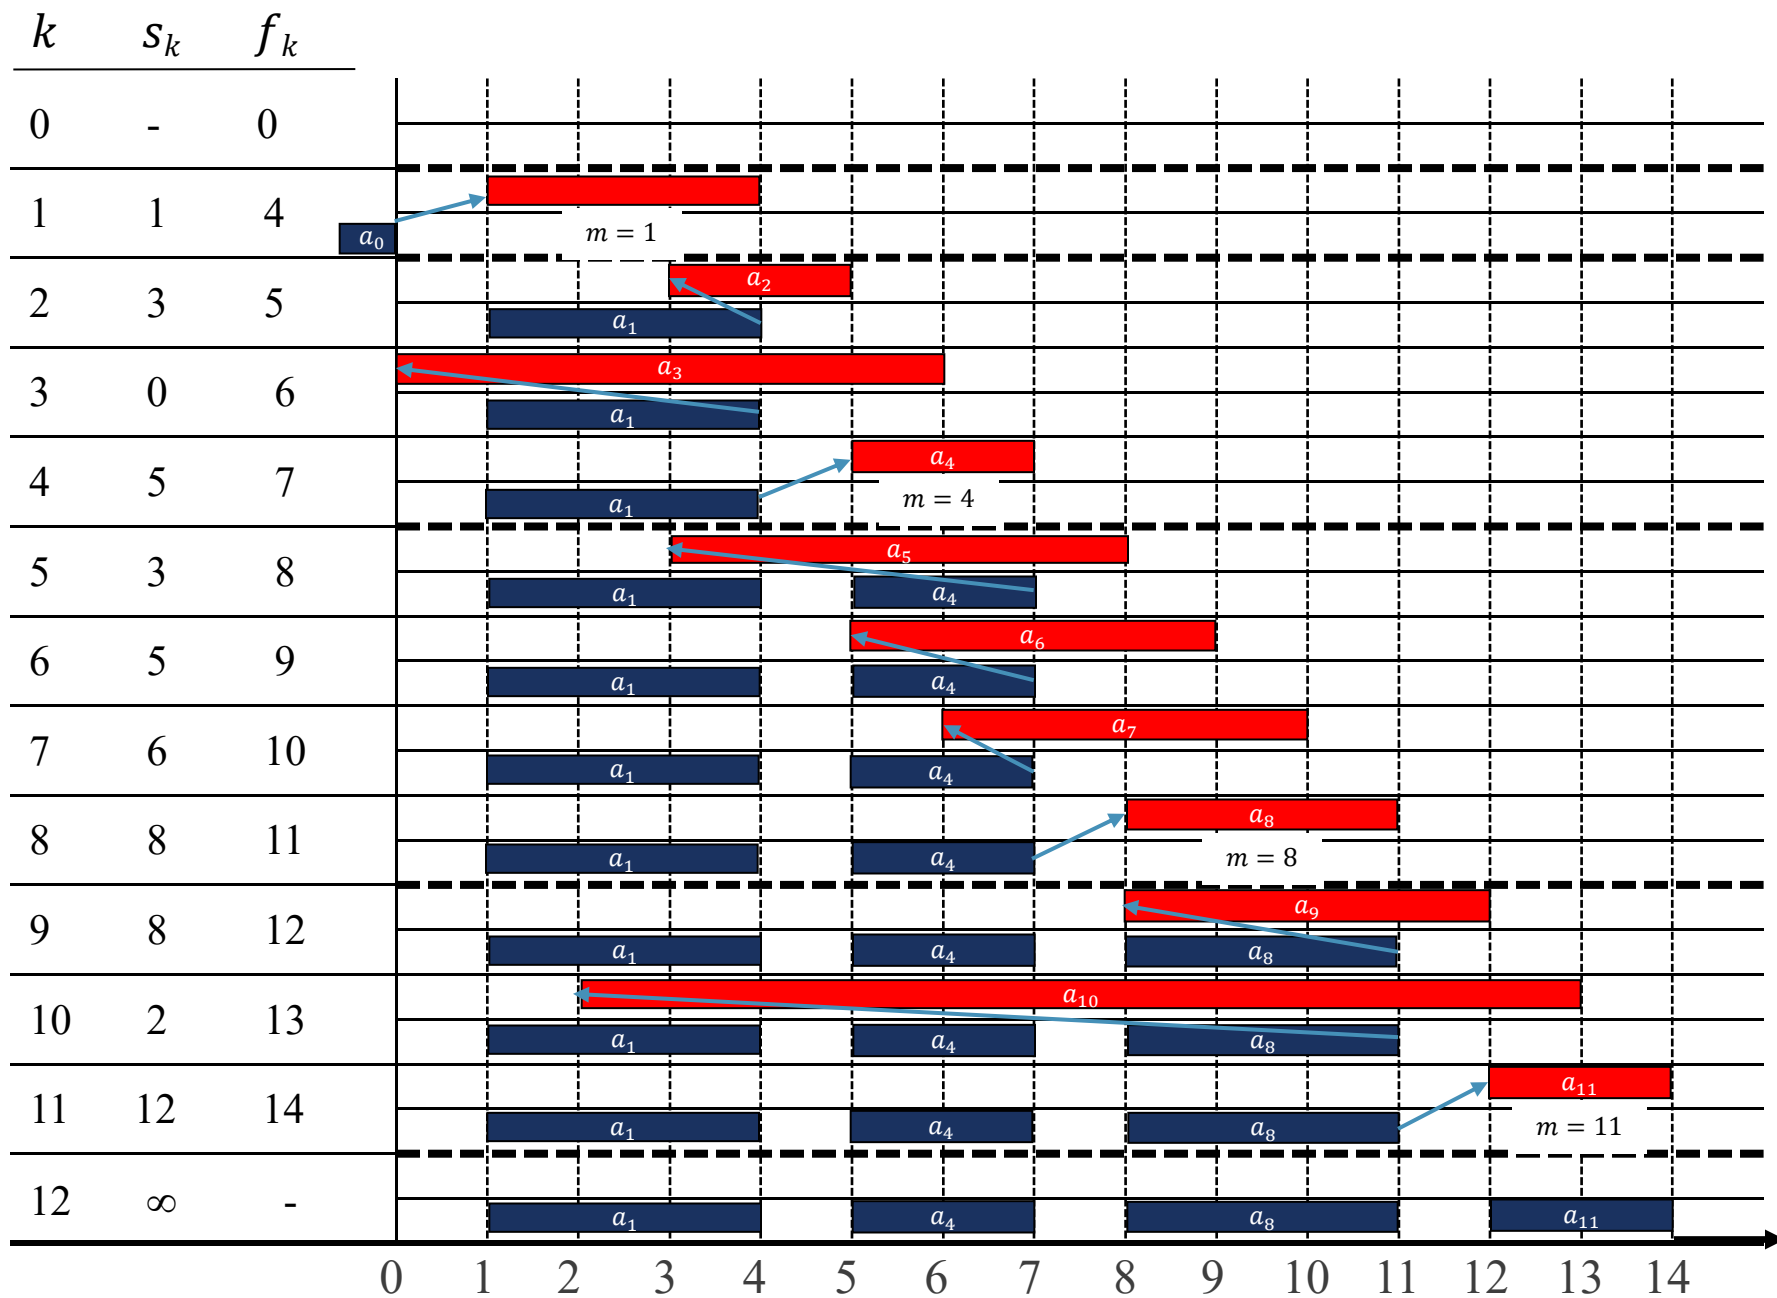 k s_k f_k
0 - 0
1 1 4
a_0
m = 1
2 3 5
a_2
a_1
3 0 6
a_3
a_1
4 5 7
a_4
a_1
m = 4
5 3 8
a_5
a_1 a_4
6 5 9
a_6
a_1 a_4
7 6 10
a_7
a_1 a_4
8 8 11
a_8
a_1 a_4
m = 8
9 8 12
a_9
a_1 a_4 a_8
10 2 13
a_10
a_1 a_4 a_8
11 12 14
a_11
a_1 a_4 a_8
m = 11
12 ∞ -
a_1 a_4 a_8 a_11
0 1 2 3 4 5 6 7 8 9 10 11 12 13 14